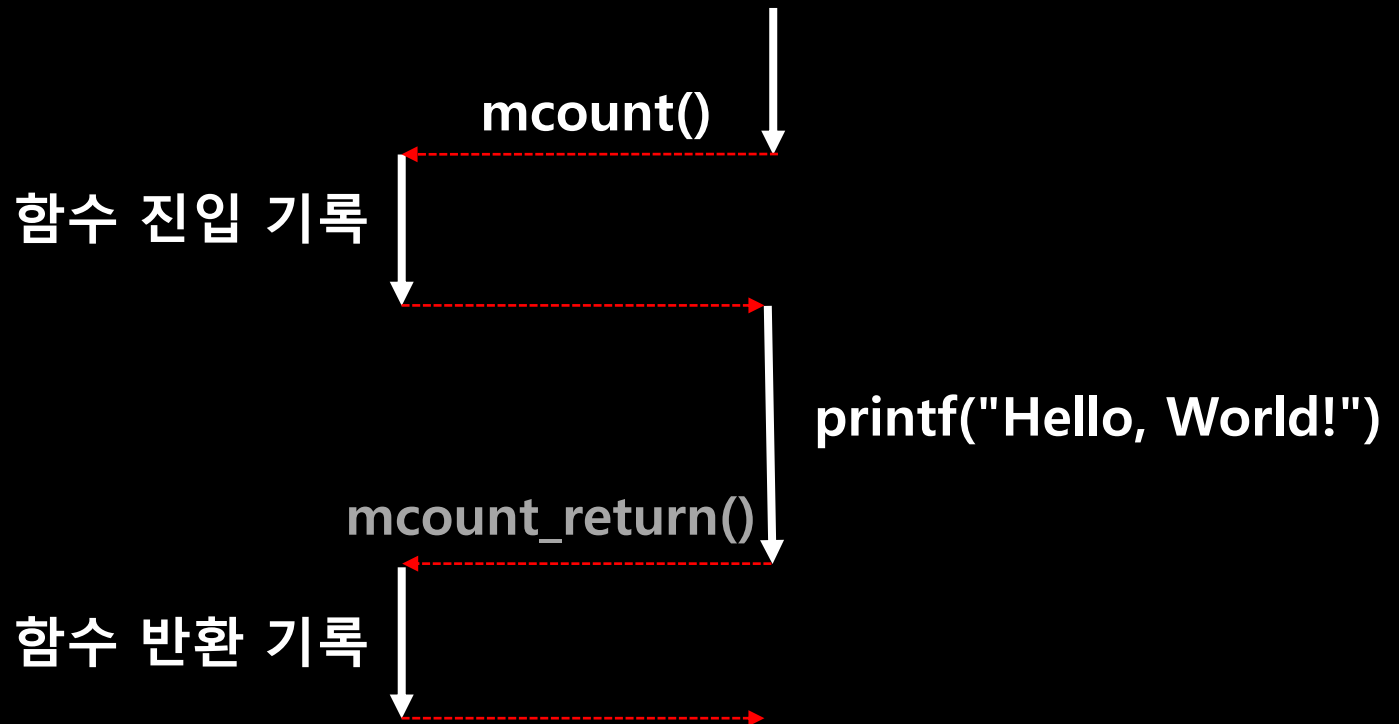 mcount()
함수 진입 기록
printf("Hello, World!")
mcount_return()
함수 반환 기록